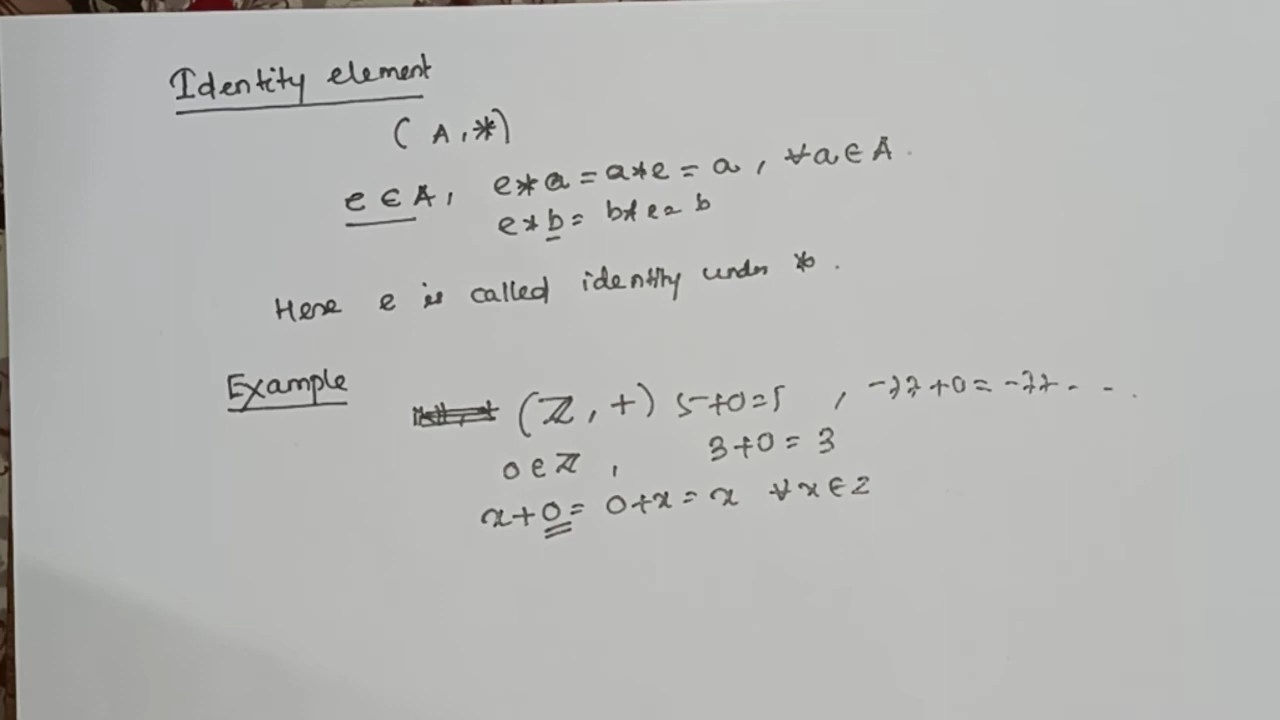 Identity element
(A,*)
e ∈ A, e*a = a*e = a, ∀a ∈ A.
e*b = b*e = b
Here e is called identity under *.
Example
(ℤ, +) 5+0=5, -77+0=-77- - .
0 ∈ ℤ, 3+0=3
x+0 = 0+x = x ∀x ∈ Z